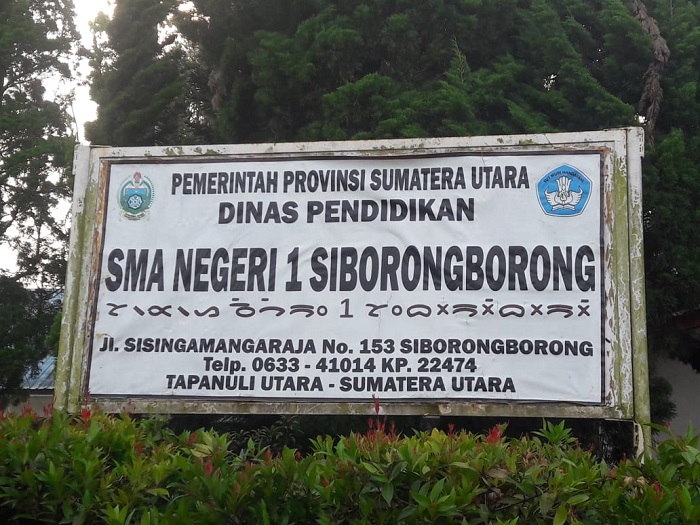 PEMERINTAH PROVINSI SUMATERA UTARA
DINAS PENDIDIKAN
SMA NEGERI 1 SIBORONGBORONG
1
Jl. SISINGAMANGARAJA No. 153 SIBORONGBORONG
Telp. 0633 - 41014 KP. 22474
TAPANULI UTARA - SUMATERA UTARA